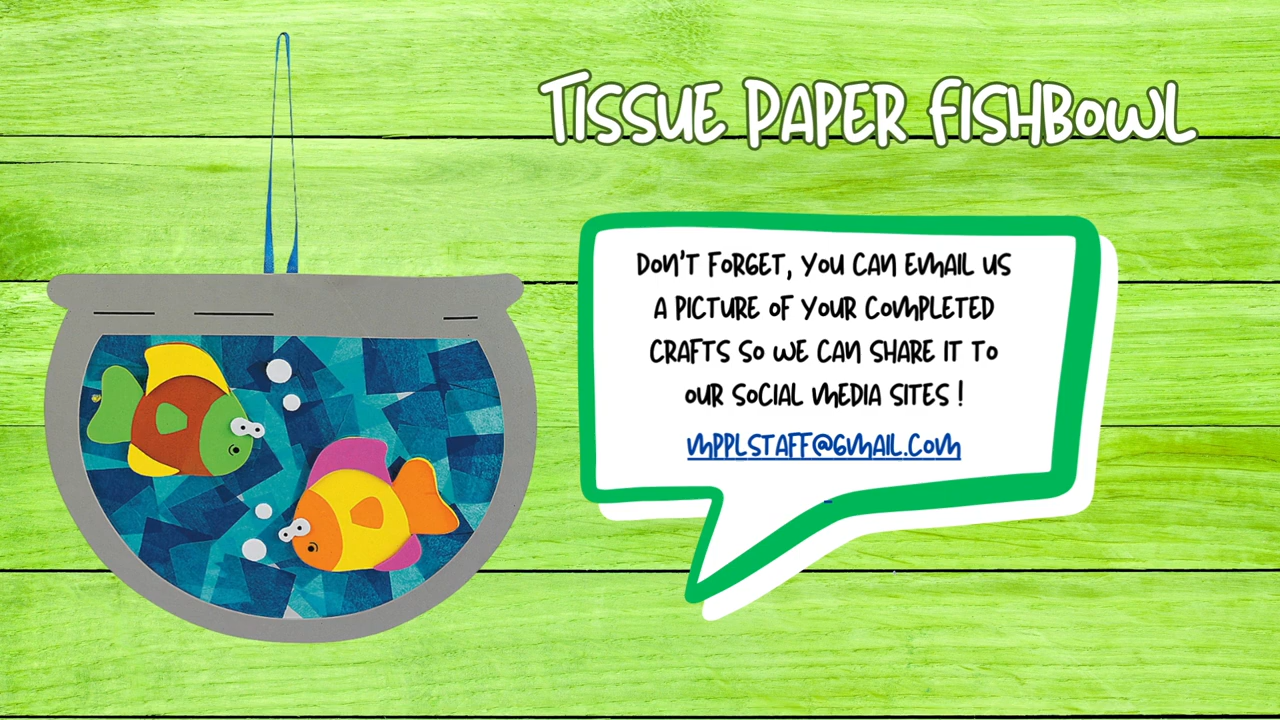 TISSUE PAPER FISHBOWL
DON'T FORGET, YOU CAN EMAIL US
A PICTURE OF YOUR COMPLETED
CRAFTS SO WE CAN SHARE IT TO
OUR SOCIAL MEDIA SITES !
MPPLSTAFF@GMAIL.COM